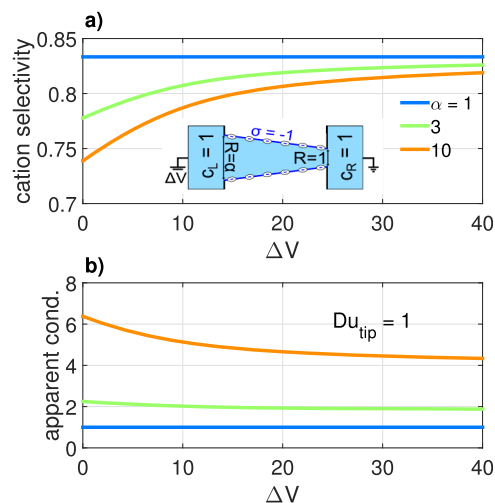 a)
0.85
0.8
0.75
0.7
cation selectivity
α = 1
3
10
σ = -1
c_L = 1
R=α
R=1
c_R = 1
ΔV
0
10
20
30
40
ΔV
b)
8
6
4
2
0
apparent cond.
Du_tip = 1
0
10
20
30
40
ΔV